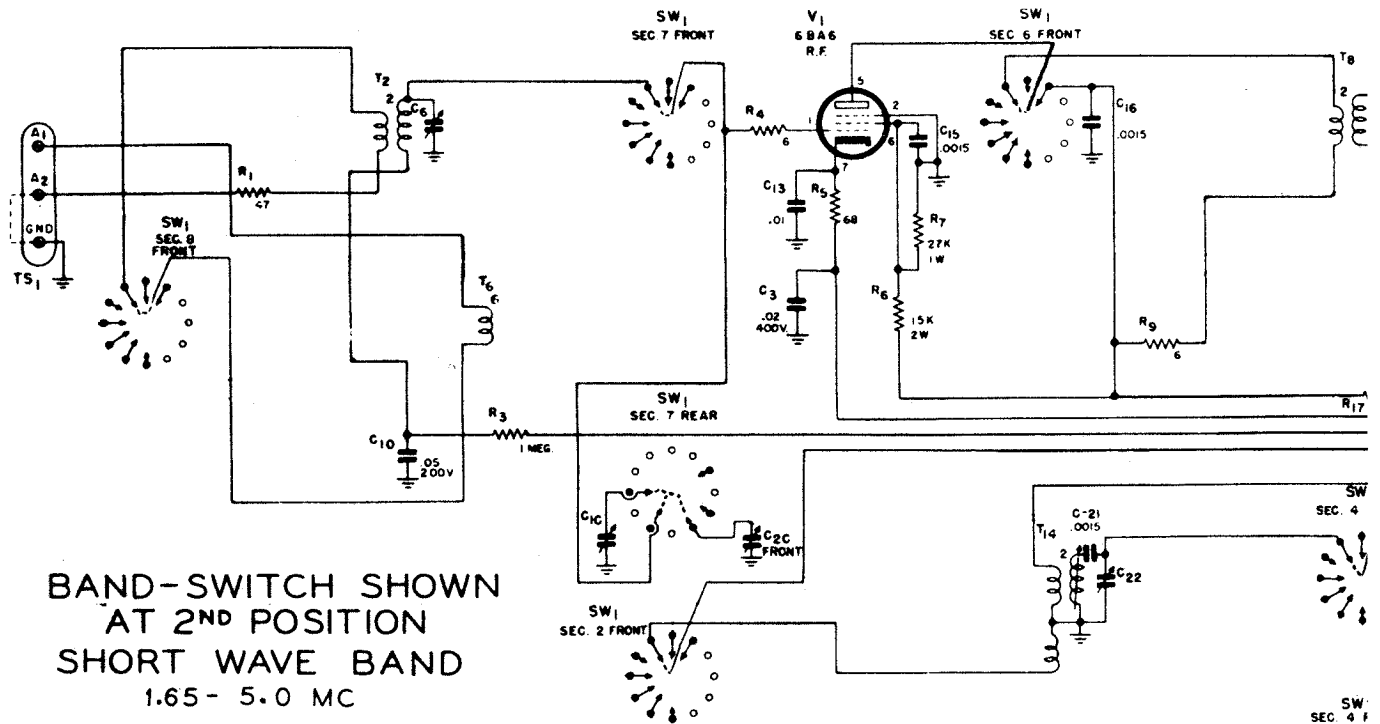 SW1
SEC 7 FRONT
V1
6BA6
R.F.
SW1
SEC 6 FRONT
T8
2
T2
2
C6
5
2
1
6
7
R4
6
C15
.0015
C16
.0015
A1
A2
GND
TS1
R1
47
SW1
SEC. 8
FRONT
C13
.01
R5
68
R7
27K
1W
T6
6
C3
.02
400V.
R6
15K
2W
R9
6
SW1
SEC. 7 REAR
R17
R3
1 MEG.
C10
.05
200V
C1C
C2C
FRONT
SW
SEC. 4
C-21
.0015
T14
2
C22
BAND-SWITCH SHOWN
AT 2ND POSITION
SHORT WAVE BAND
1.65- 5.0 MC
SW1
SEC. 2 FRONT
SW
SEC. 4 F